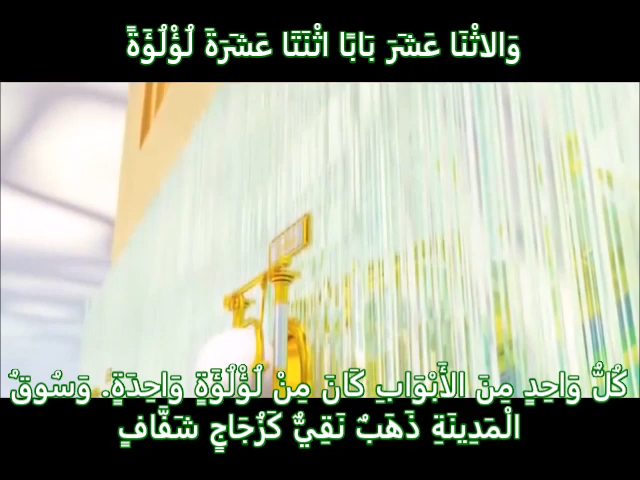 وَالاثْنَا عَشَرَ بَابًا اثْنَتَا عَشَرَةَ لُؤْلُؤَةً
كُلُّ وَاحِدٍ مِنَ الأَبْوَابِ كَانَ مِنْ لُؤْلُؤَةٍ وَاحِدَةٍ. وَسُوقُ
الْمَدِينَةِ ذَهَبٌ نَقِيٌّ كَزُجَاجٍ شَفَّافٍ